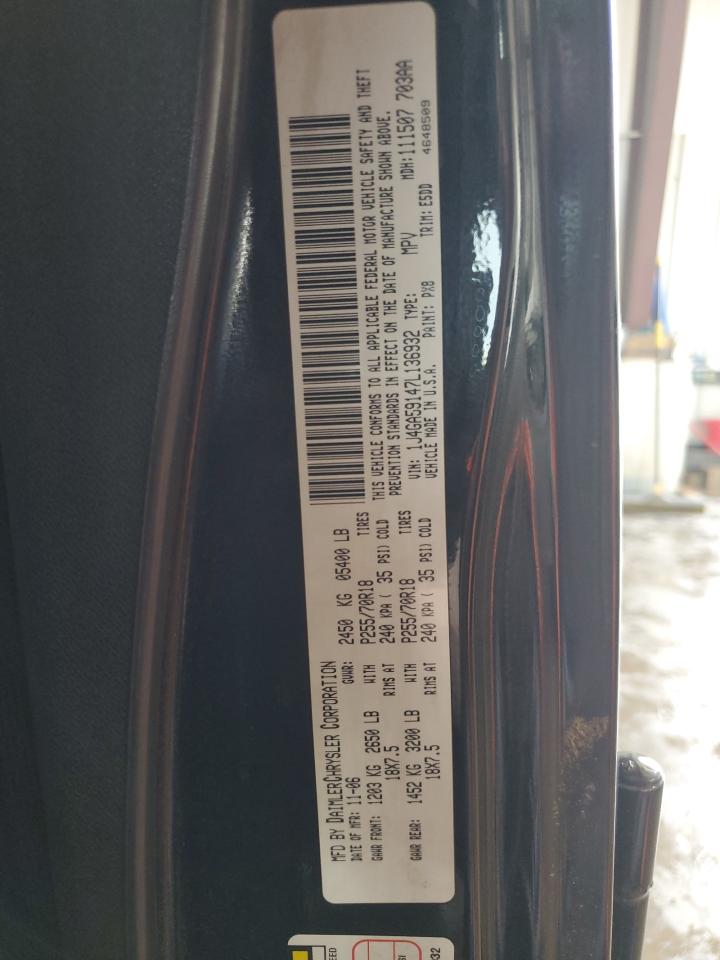 MFD BY DAIMLERCHRYSLER CORPORATION
DATE OF MFR: 11-06 GVWR: 2450 KG 05400 LB
GAWR FRONT: 1203 KG 2650 LB WITH P255/70R18 TIRES
18X7.5 RIMS AT 240 KPA ( 35 PSI) COLD
GAWR REAR: 1452 KG 3200 LB WITH P255/70R18 TIRES
18X7.5 RIMS AT 240 KPA ( 35 PSI) COLD
THIS VEHICLE CONFORMS TO ALL APPLICABLE FEDERAL MOTOR VEHICLE SAFETY AND THEFT
PREVENTION STANDARDS IN EFFECT ON THE DATE OF MANUFACTURE SHOWN ABOVE.
VIN: 1J4GA59147L136932 TYPE: MPV MDH: 111507 703AA
VEHICLE MADE IN U.S.A. PAINT: PX8 TRIM: E5DD 4648509